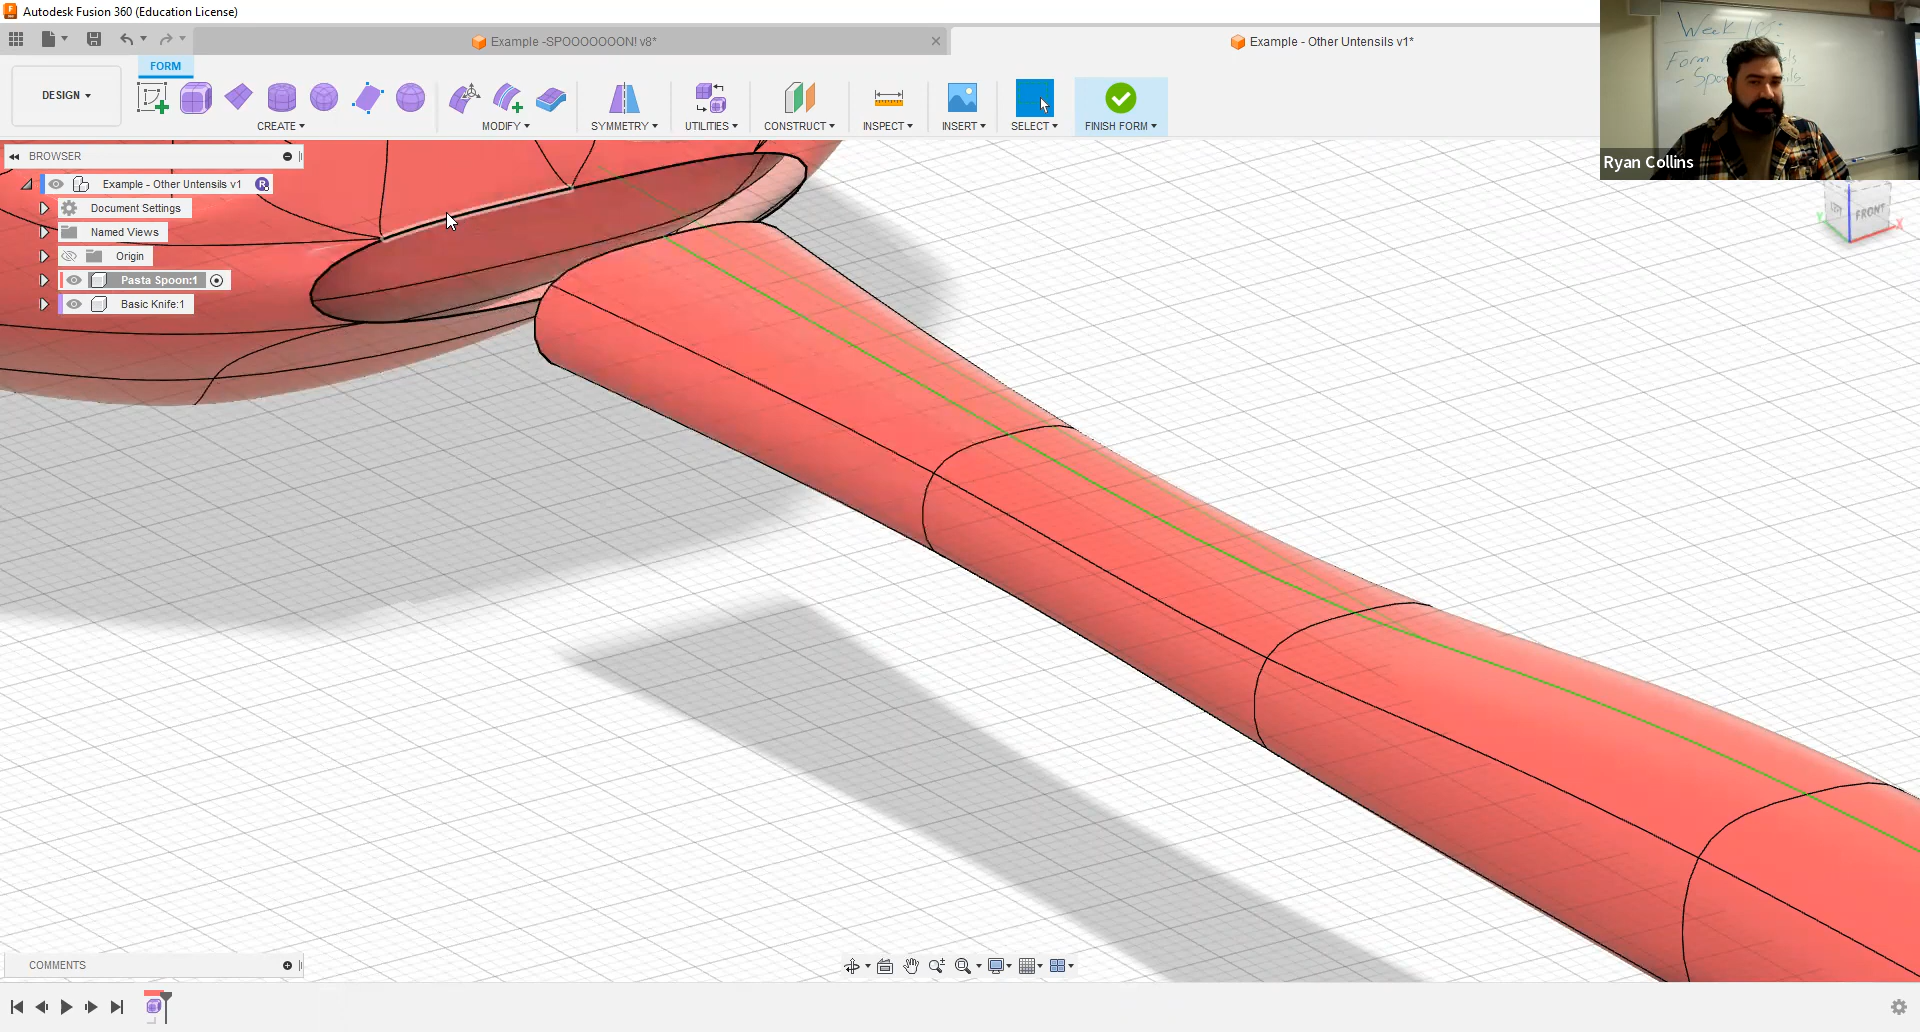 Autodesk Fusion 360 (Education License)
Example -SPOOOOOOON! v8*
Example - Other Untensils v1*
FORM
DESIGN
CREATE
MODIFY
SYMMETRY
UTILITIES
CONSTRUCT
INSPECT
INSERT
SELECT
FINISH FORM
Week 10:
Form
- Spo
Ryan Collins
BROWSER
Example - Other Untensils v1
R
Document Settings
Named Views
Origin
Pasta Spoon:1
Basic Knife:1
FRONT
X
Y
COMMENTS